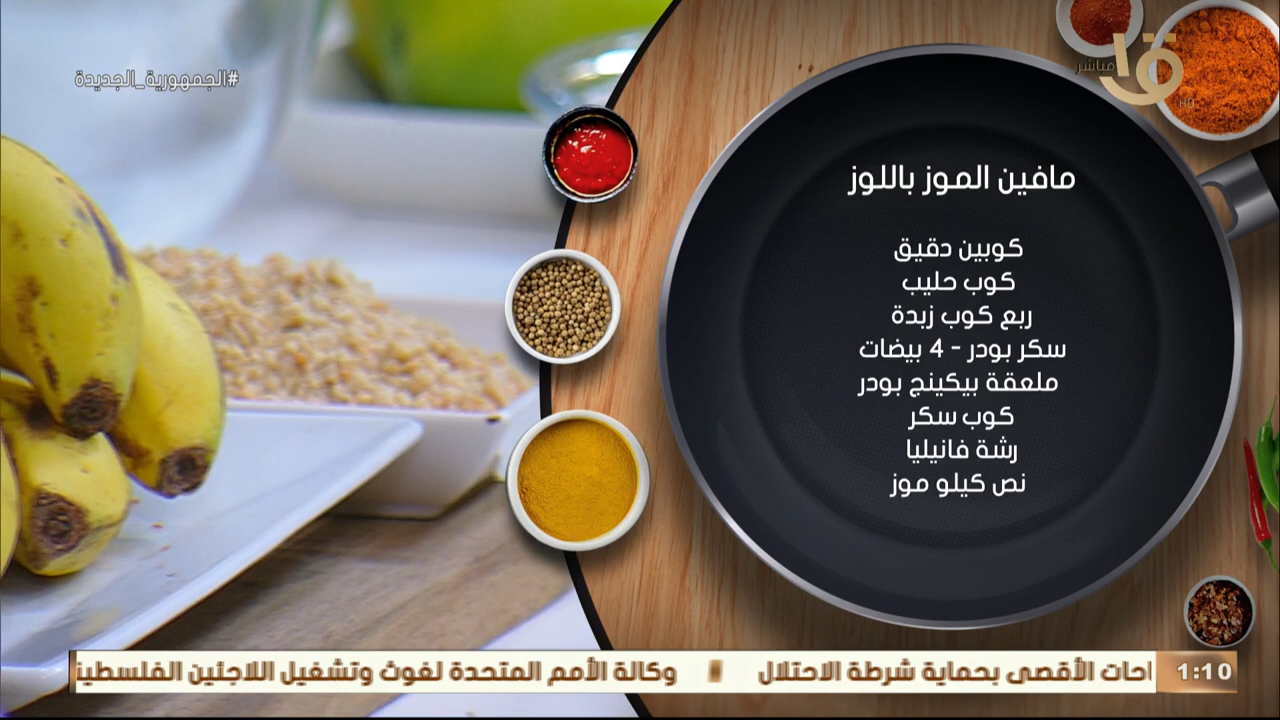 #الجمهورية_الجديدة
مباشر
HD
مافين الموز باللوز
كوبين دقيق
كوب حليب
ربع كوب زبدة
سكر بودر - 4 بيضات
ملعقة بيكينج بودر
كوب سكر
رشة فانيليا
نص كيلو موز
1:10
احات الأقصى بحماية شرطة الاحتلال
وكالة الأمم المتحدة لغوث وتشغيل اللاجئين الفلسطين